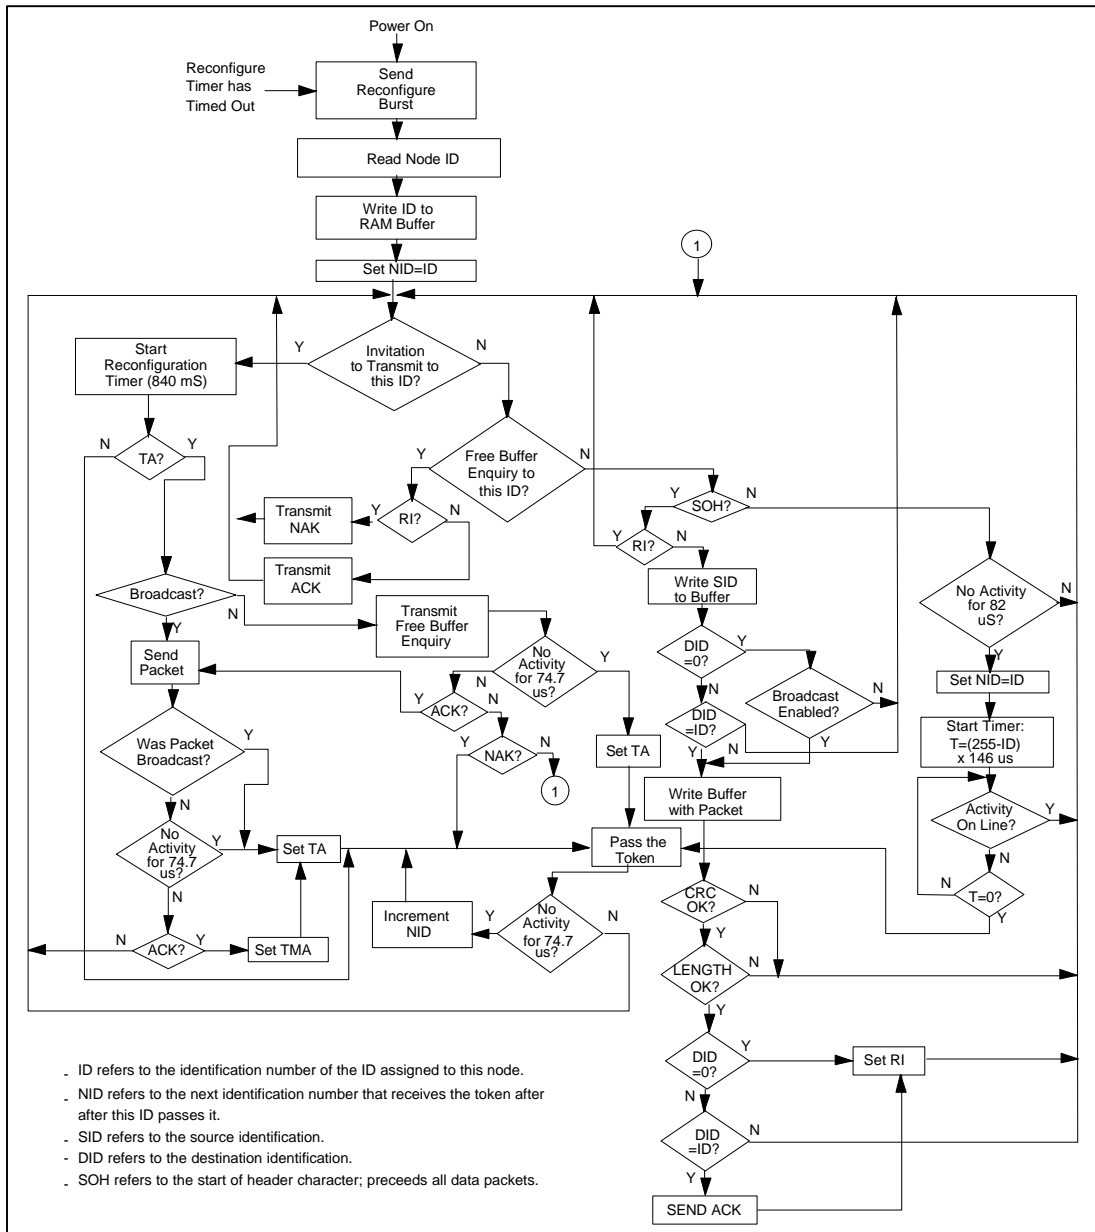 Power On
Reconfigure
Timer has
Timed Out
Send
Reconfigure
Burst
Read Node ID
Write ID to
RAM Buffer
1
Set NID=ID
Start
Reconfiguration
Timer (840 mS)
Y
Invitation
to Transmit to
this ID?
N
N
TA?
Y
Y
Free Buffer
Enquiry to
this ID?
N
Transmit
NAK
Y
RI?
N
Y
SOH?
N
Y
RI?
N
Transmit
ACK
Write SID
to Buffer
No Activity
for 82
uS?
N
Y
Broadcast?
N
Y
Transmit
Free Buffer
Enquiry
Send
Packet
No
Activity
for 74.7
us?
Y
N
DID
=0?
Y
N
Set NID=ID
Broadcast
Enabled?
N
Y
Y
ACK?
N
DID
=ID?
Y
N
Start Timer:
T=(255-ID)
x 146 us
Was Packet
Broadcast?
Y
N
Y
NAK?
N
1
Set TA
Write Buffer
with Packet
Activity
On Line?
Y
N
No
Activity
for 74.7
us?
Y
N
Set TA
Pass the
Token
N
T=0?
Y
CRC
OK?
N
Y
Increment
NID
Y
No
Activity
for 74.7
us?
N
N
ACK?
Y
Set TMA
LENGTH
OK?
N
Y
DID
=0?
Y
N
Set RI
DID
=ID?
N
Y
SEND ACK
- ID refers to the identification number of the ID assigned to this node.
- NID refers to the next identification number that receives the token after
after this ID passes it.
- SID refers to the source identification.
- DID refers to the destination identification.
- SOH refers to the start of header character; preceeds all data packets.